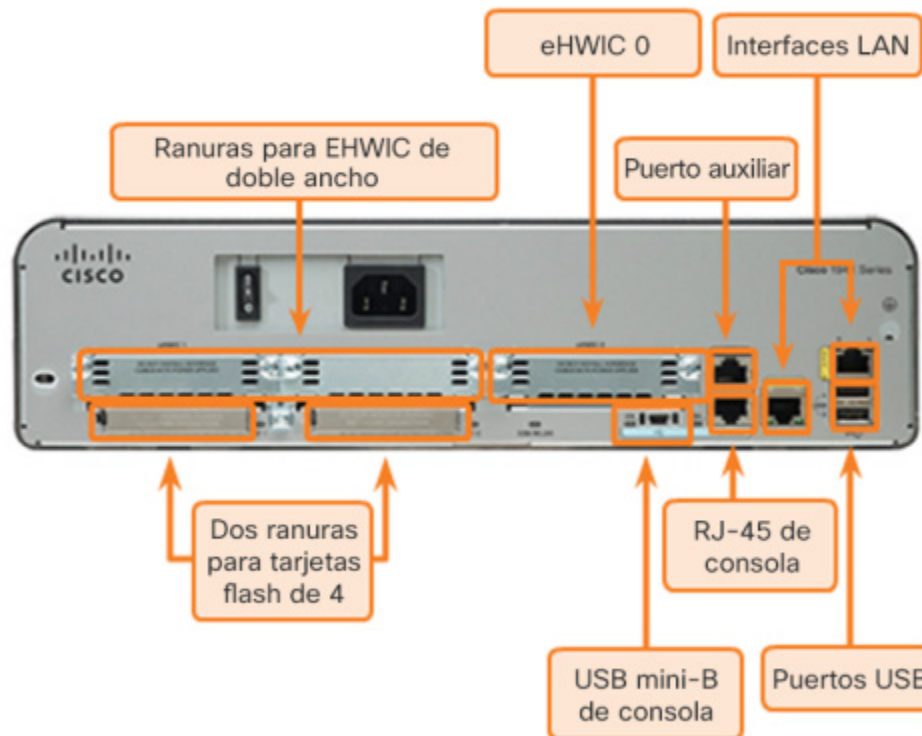 eHWIC 0
Interfaces LAN
Ranuras para EHWIC de
doble ancho
Puerto auxiliar
CISCO
Series
Dos ranuras
para tarjetas
flash de 4
RJ-45 de
consola
USB mini-B
de consola
Puertos USB